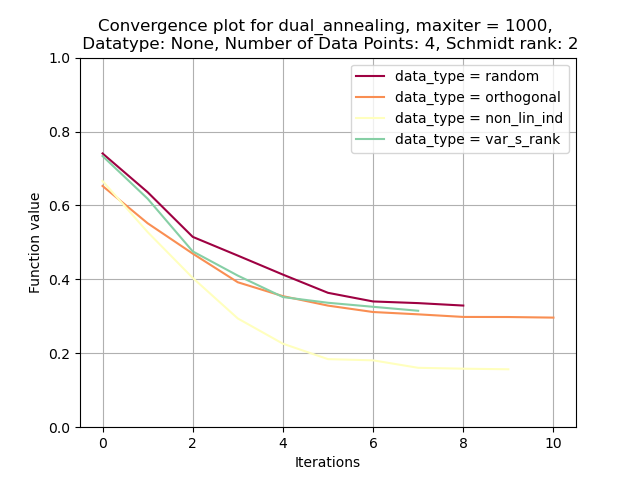 Convergence plot for dual_annealing, maxiter = 1000,
Datatype: None, Number of Data Points: 4, Schmidt rank: 2
data_type = random
data_type = orthogonal
data_type = non_lin_ind
data_type = var_s_rank
Function value
1.0
0.8
0.6
0.4
0.2
0.0
0 2 4 6 8 10
Iterations